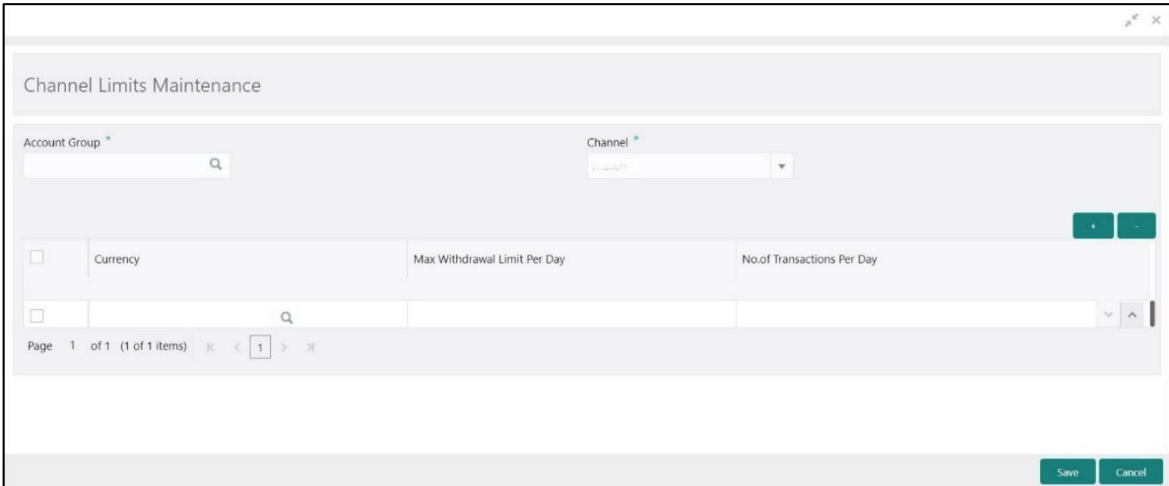 Channel Limits Maintenance
Account Group *
Channel *
+ -
Currency Max Withdrawal Limit Per Day No.of Transactions Per Day
Page 1 of 1 (1 of 1 items) 1
Save Cancel